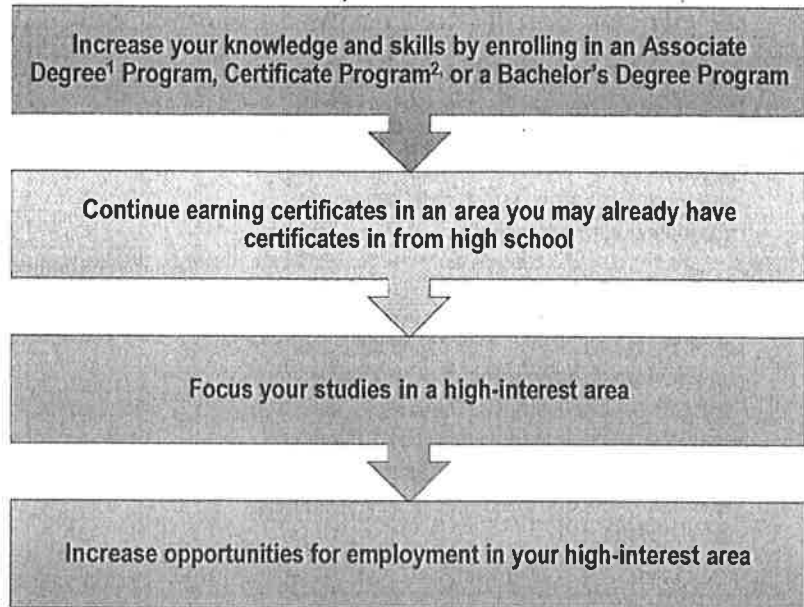 Increase your knowledge and skills by enrolling in an Associate
Degree¹ Program, Certificate Program², or a Bachelor's Degree Program
Continue earning certificates in an area you may already have
certificates in from high school
Focus your studies in a high-interest area
Increase opportunities for employment in your high-interest area